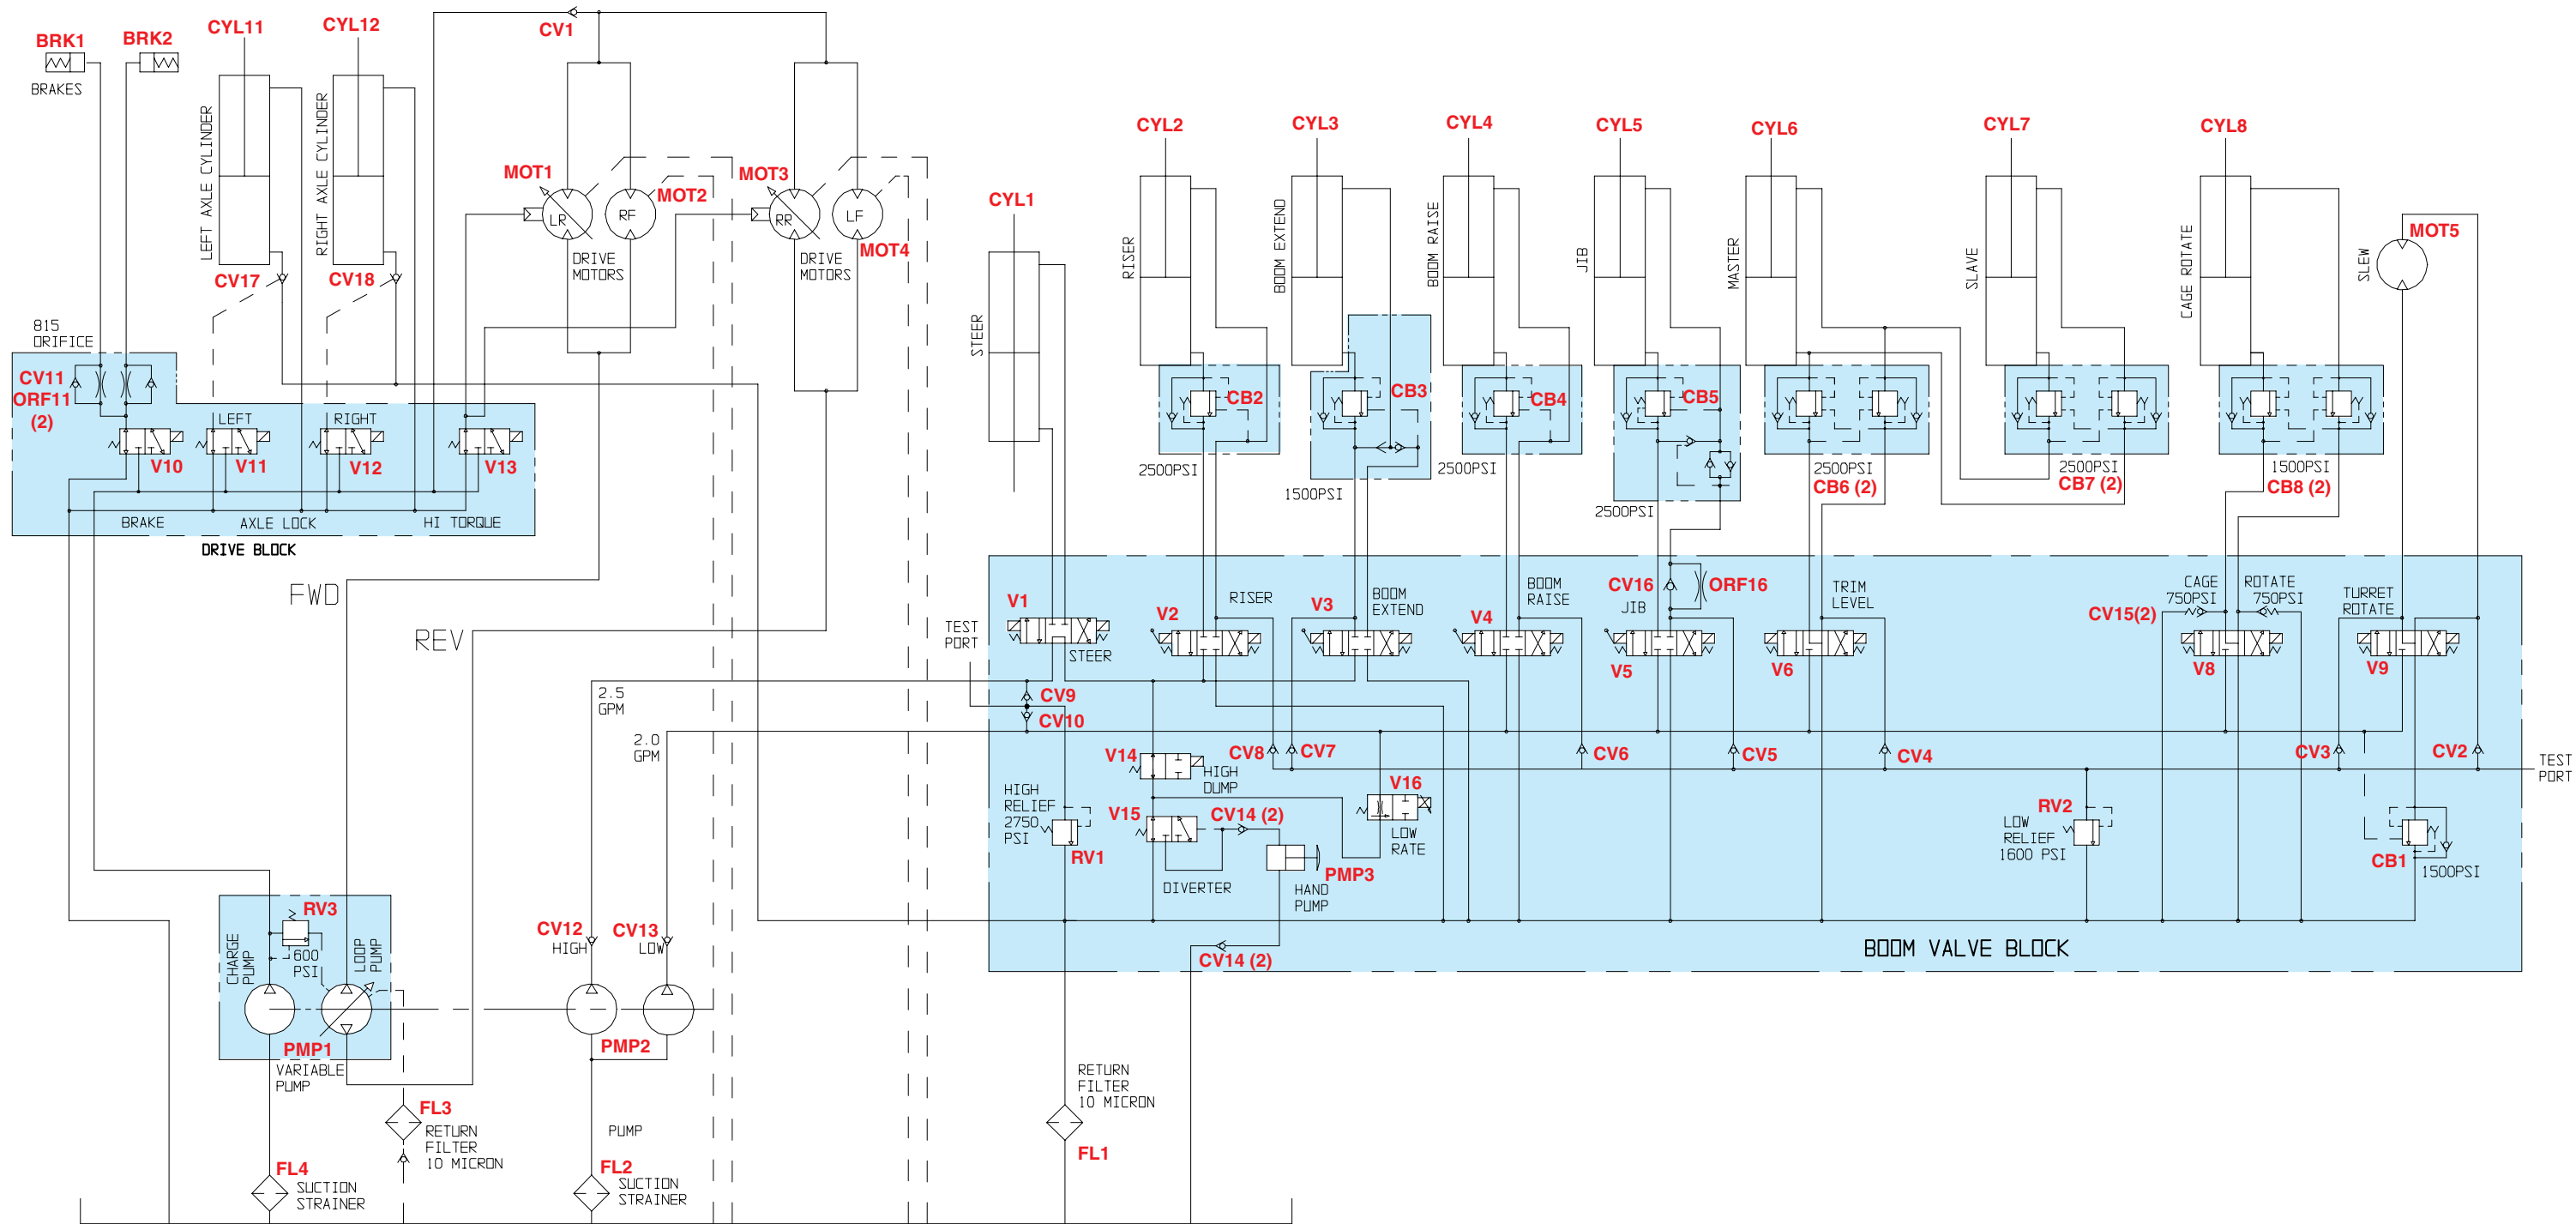 BRK1
BRK2
BRAKES
CYL11
CYL12
LEFT AXLE CYLINDER
RIGHT AXLE CYLINDER
CV17
CV18
CV1
MOT1
LR
RF
MOT2
DRIVE
MOTORS
MOT3
RR
LF
MOT4
DRIVE
MOTORS
815
ORIFICE
CV11
ORF11
(2)
LEFT
RIGHT
V10
V11
V12
V13
BRAKE
AXLE LOCK
HI TORQUE
DRIVE BLOCK
FWD
REV
CYL1
STEER
CYL2
RISER
CB2
2500PSI
CYL3
BOOM EXTEND
CB3
1500PSI
CYL4
BOOM RAISE
CB4
2500PSI
CYL5
JIB
CB5
2500PSI
CYL6
MASTER
2500PSI
CB6 (2)
CYL7
SLAVE
2500PSI
CB7 (2)
CYL8
CAGE ROTATE
1500PSI
CB8 (2)
SLEW
MOT5
TEST
PORT
V1
STEER
V2
RISER
V3
BOOM
EXTEND
V4
BOOM
RAISE
CV16
ORF16
JIB
V5
TRIM
LEVEL
V6
CAGE ROTATE
750PSI 750PSI
CV15(2)
V8
TURRET
ROTATE
V9
2.5
GPM
2.0
GPM
CV9
CV10
V14
HIGH
DUMP
CV8
CV7
CV6
CV5
CV4
CV3
CV2
TEST
PORT
HIGH
RELIEF
2750
PSI
RV1
V15
CV14 (2)
V16
LOW
RATE
DIVERTER
PMP3
HAND
PUMP
RV2
LOW
RELIEF
1600 PSI
CB1
1500PSI
CV14 (2)
BOOM VALVE BLOCK
RV3
600
PSI
CHARGE
PUMP
LOOP
PUMP
PMP1
VARIABLE
PUMP
CV12
HIGH
CV13
LOW
PMP2
PUMP
FL3
RETURN
FILTER
10 MICRON
FL4
SUCTION
STRAINER
FL2
SUCTION
STRAINER
RETURN
FILTER
10 MICRON
FL1